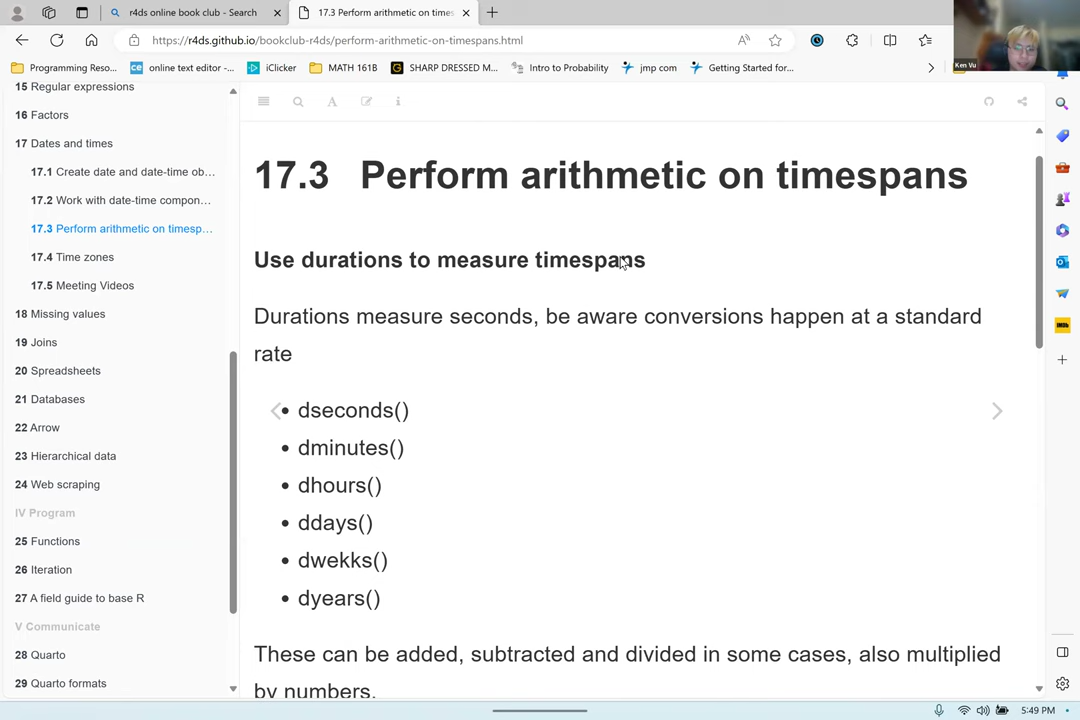 r4ds online book club - Search
17.3 Perform arithmetic on times
https://r4ds.github.io/bookclub-r4ds/perform-arithmetic-on-timespans.html
Programming Reso...
online text editor -...
iClicker
MATH 161B
SHARP DRESSED M...
Intro to Probability
jmp com
Getting Started for...
Ken Vu
15 Regular expressions
16 Factors
17 Dates and times
17.1 Create date and date-time ob...
17.2 Work with date-time compon...
17.3 Perform arithmetic on timesp...
17.4 Time zones
17.5 Meeting Videos
18 Missing values
19 Joins
20 Spreadsheets
21 Databases
22 Arrow
23 Hierarchical data
24 Web scraping
IV Program
25 Functions
26 Iteration
27 A field guide to base R
V Communicate
28 Quarto
29 Quarto formats
17.3 Perform arithmetic on timespans
Use durations to measure timespans
Durations measure seconds, be aware conversions happen at a standard
rate
dseconds()
dminutes()
dhours()
ddays()
dwekks()
dyears()
These can be added, subtracted and divided in some cases, also multiplied
by numbers.
5:49 PM